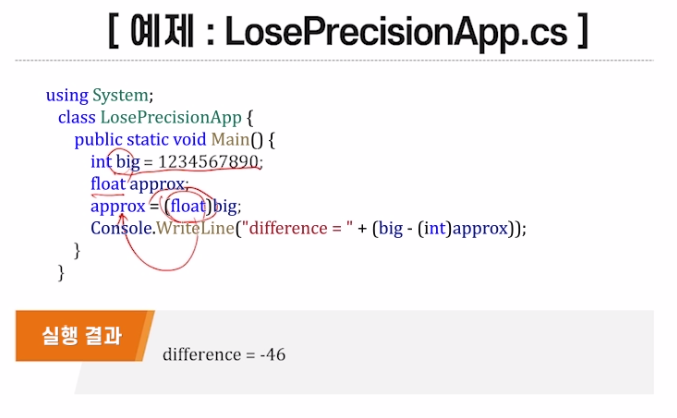 [ 예제 : LosePrecisionApp.cs ]
using System;
class LosePrecisionApp {
public static void Main() {
int big = 1234567890;
float approx;
approx = (float)big;
Console.WriteLine("difference = " + (big - (int)approx));
}
}
실행 결과
difference = -46